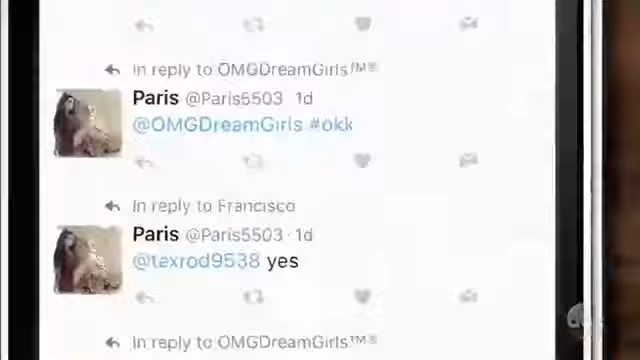 In reply to OMGDreamGirls™®
Paris @Paris5503 · 1d
@OMGDreamGirls #okk
In reply to Francisco
Paris @Paris5503 · 1d
@texrod9538 yes
In reply to OMGDreamGirls™®
abc